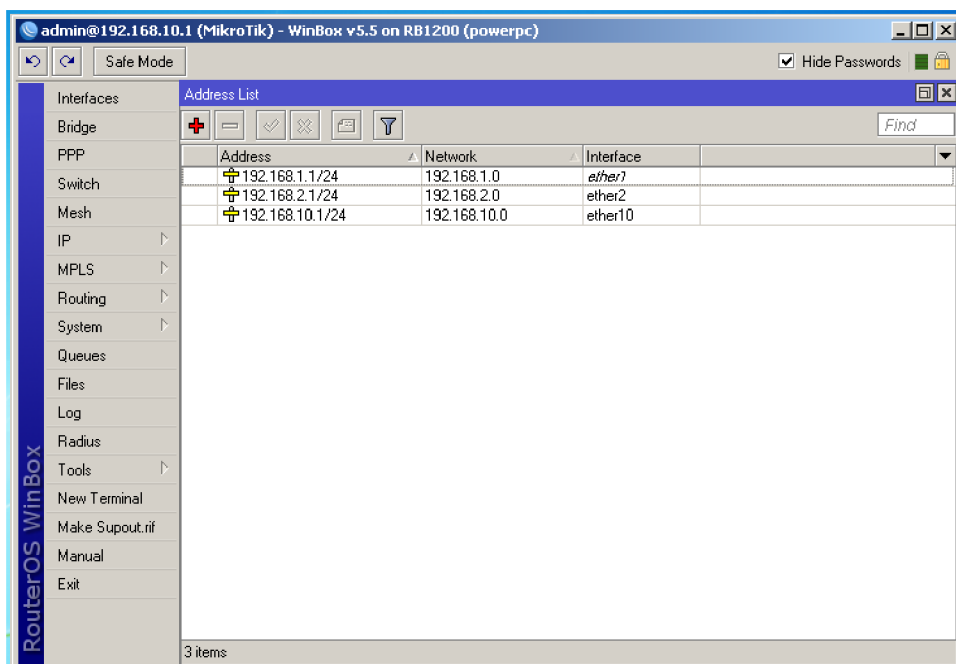 admin@192.168.10.1 (MikroTik) - WinBox v5.5 on RB1200 (powerpc)
Safe Mode
Hide Passwords
Interfaces
Bridge
PPP
Switch
Mesh
IP
MPLS
Routing
System
Queues
Files
Log
Radius
Tools
New Terminal
Make Supout.rif
Manual
Exit
RouterOS WinBox
Address List
Find
Address Network Interface
192.168.1.1/24 192.168.1.0 ether1
192.168.2.1/24 192.168.2.0 ether2
192.168.10.1/24 192.168.10.0 ether10
3 items